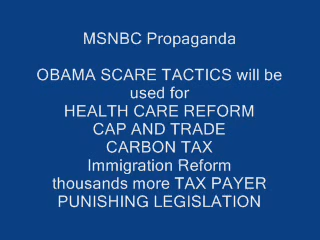 MSNBC Propaganda
OBAMA SCARE TACTICS will be
used for
HEALTH CARE REFORM
CAP AND TRADE
CARBON TAX
Immigration Reform
thousands more TAX PAYER
PUNISHING LEGISLATION